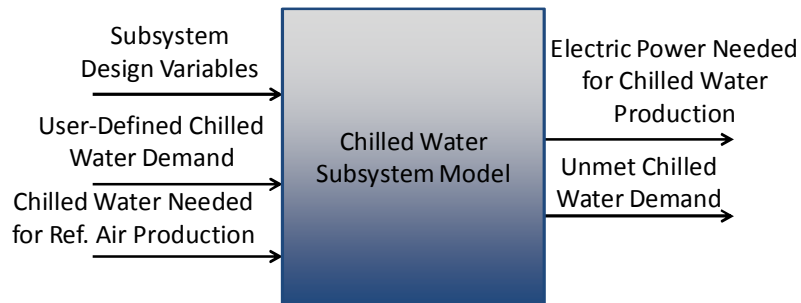 Subsystem
Design Variables
User-Defined Chilled
Water Demand
Chilled Water Needed
for Ref. Air Production
Chilled Water
Subsystem Model
Electric Power Needed
for Chilled Water
Production
Unmet Chilled
Water Demand